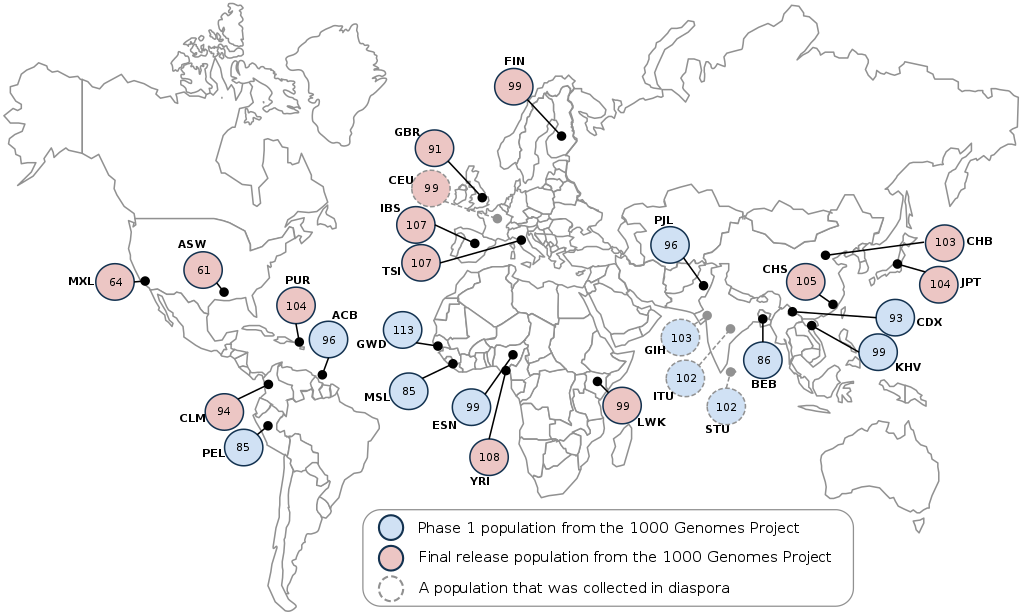 FIN
99
GBR
91
CEU
99
IBS
107
TSI
107
PJL
96
CHB
103
CHS
105
JPT
104
ASW
61
MXL
64
PUR
104
ACB
96
GWD
113
CDX
93
GIH
103
KHV
99
BEB
86
MSL
85
ITU
102
STU
102
ESN
99
LWK
99
CLM
94
PEL
85
YRI
108
Phase 1 population from the 1000 Genomes Project
Final release population from the 1000 Genomes Project
A population that was collected in diaspora